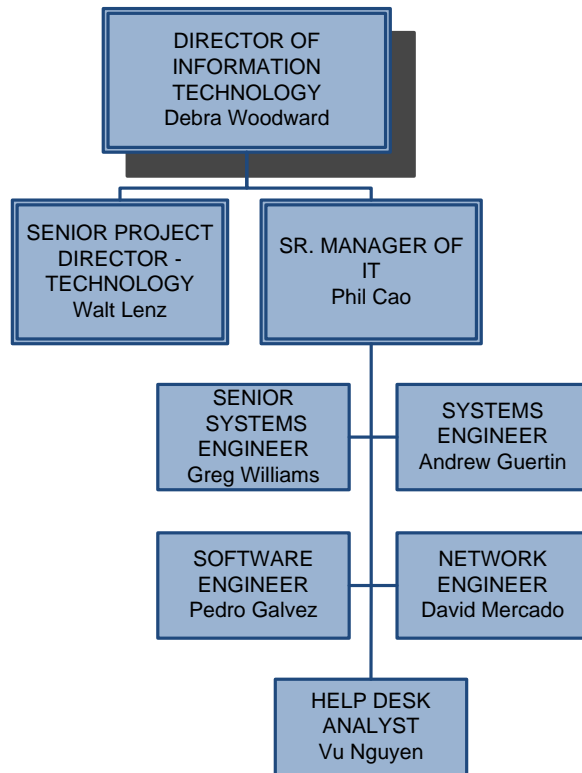 DIRECTOR OF
INFORMATION
TECHNOLOGY
Debra Woodward
SENIOR PROJECT
DIRECTOR -
TECHNOLOGY
Walt Lenz
SR. MANAGER OF
IT
Phil Cao
SENIOR
SYSTEMS
ENGINEER
Greg Williams
SYSTEMS
ENGINEER
Andrew Guertin
SOFTWARE
ENGINEER
Pedro Galvez
NETWORK
ENGINEER
David Mercado
HELP DESK
ANALYST
Vu Nguyen